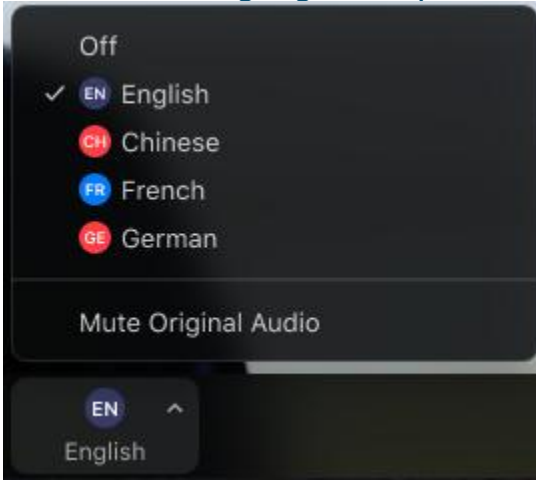 Off
EN English
CH Chinese
FR French
GE German
Mute Original Audio
EN
English